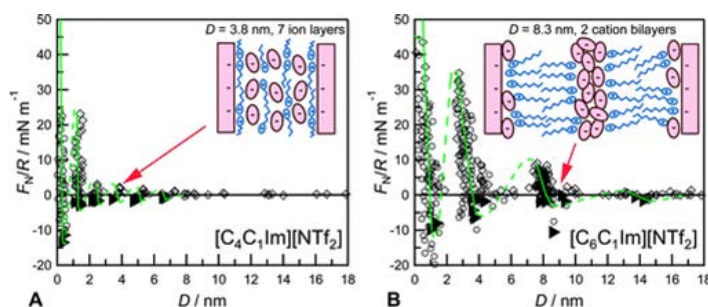 D = 3.8 nm, 7 ion layers
50
40
30
20
10
0
-10
-20
F_N/R / mN m⁻¹
[C₄C₁Im][NTf₂]
0 2 4 6 8 10 12 14 16 18
A
D / nm
D = 8.3 nm, 2 cation bilayers
50
40
30
20
10
0
-10
-20
F_N/R / mN m⁻¹
[C₆C₁Im][NTf₂]
0 2 4 6 8 10 12 14 16 18
B
D / nm